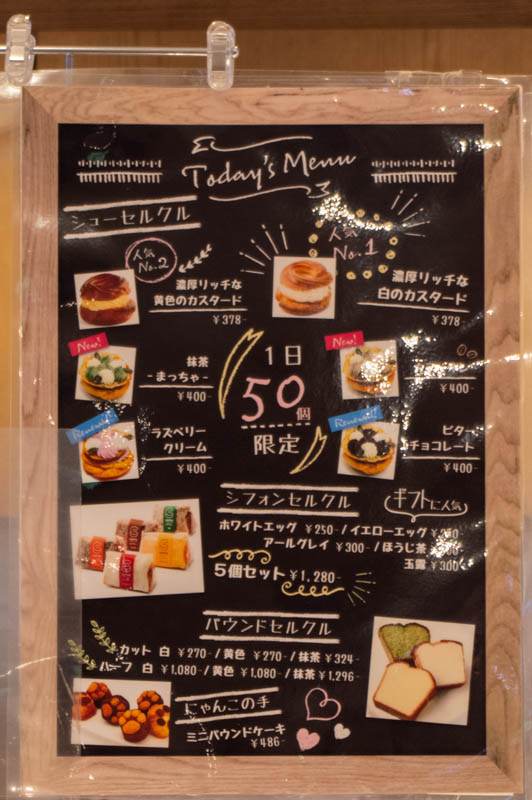 Today's Menu
シューセルクル
人気 No.2
人気 No.1
濃厚リッチな
黄色のカスタード
¥378-
濃厚リッチな
白のカスタード
¥378-
New!
抹茶
-まっちゃ-
¥400-
1日
50個
限定
New!
¥400-
Renewal!
ラズベリー
クリーム
¥400-
Renewal!
ビター
チョコレート
¥400-
シフォンセルクル
ギフトに人気
ホワイトエッグ ¥250-/イエローエッグ
アールグレイ ¥300-/ほうじ茶
玉露 ¥300
5個セット ¥1,280-
パウンドセルクル
カット 白 ¥270-/黄色 ¥270-/抹茶 ¥324-
ハーフ 白 ¥1,080-/黄色 ¥1,080-/抹茶 ¥1,296-
にゃんこの手
ミニパウンドケーキ
¥486-